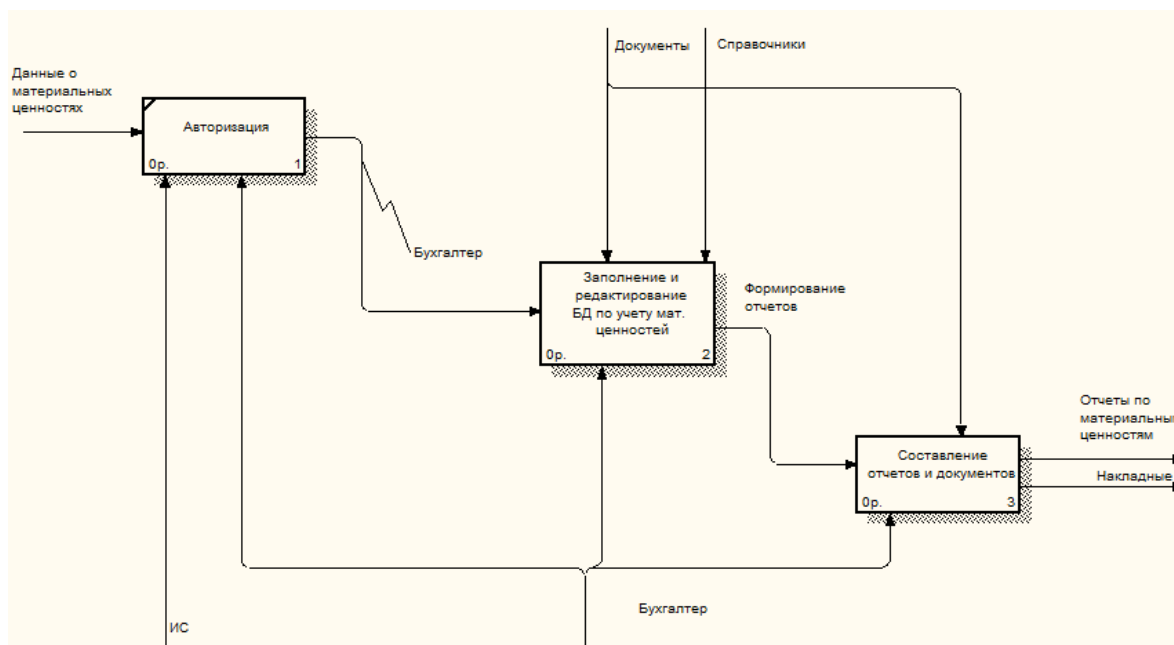 Документы
Справочники
Данные о
материальных
ценностях
Авторизация
0р.
1
Бухгалтер
Заполнение и
редактирование
БД по учету мат.
ценностей
0р.
2
Формирование
отчетов
Отчеты по
материальны
ценностям
Составление
отчетов и документов
0р.
3
Накладные
Бухгалтер
ИС